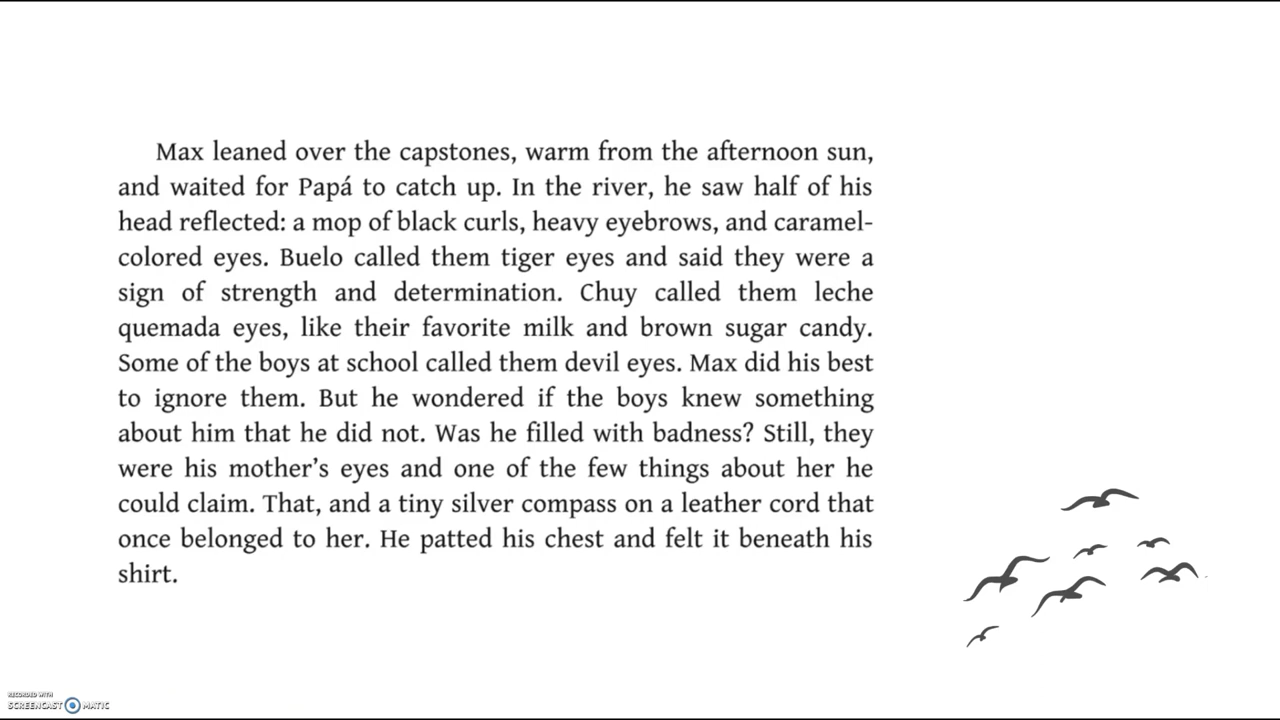 Max leaned over the capstones, warm from the afternoon sun,
and waited for Papá to catch up. In the river, he saw half of his
head reflected: a mop of black curls, heavy eyebrows, and caramel-
colored eyes. Buelo called them tiger eyes and said they were a
sign of strength and determination. Chuy called them leche
quemada eyes, like their favorite milk and brown sugar candy.
Some of the boys at school called them devil eyes. Max did his best
to ignore them. But he wondered if the boys knew something
about him that he did not. Was he filled with badness? Still, they
were his mother’s eyes and one of the few things about her he
could claim. That, and a tiny silver compass on a leather cord that
once belonged to her. He patted his chest and felt it beneath his
shirt.
RECORDED WITH
SCREENCAST MATIC